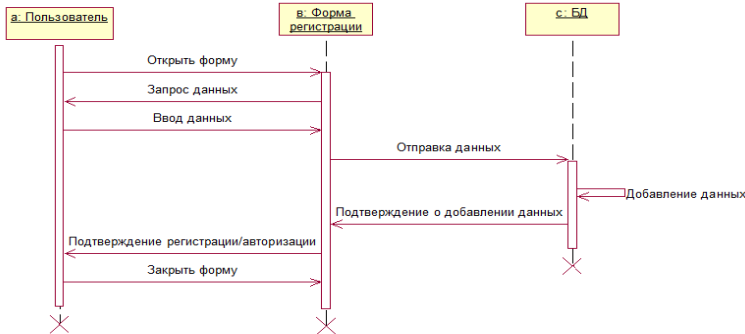 a: Пользователь
в: Форма
регистрации
с: БД
Открыть форму
Запрос данных
Ввод данных
Отправка данных
Добавление данных
Подтверждение о добавлении данных
Подтверждение регистрации/авторизации
Закрыть форму